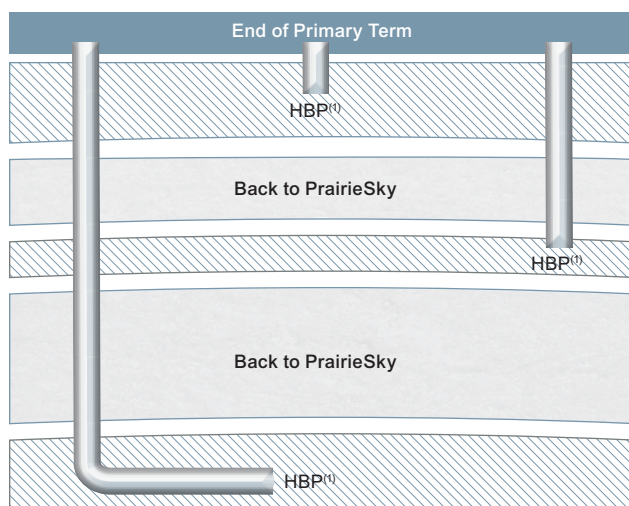 End of Primary Term
HBP(1)
Back to PrairieSky
HBP(1)
Back to PrairieSky
HBP(1)